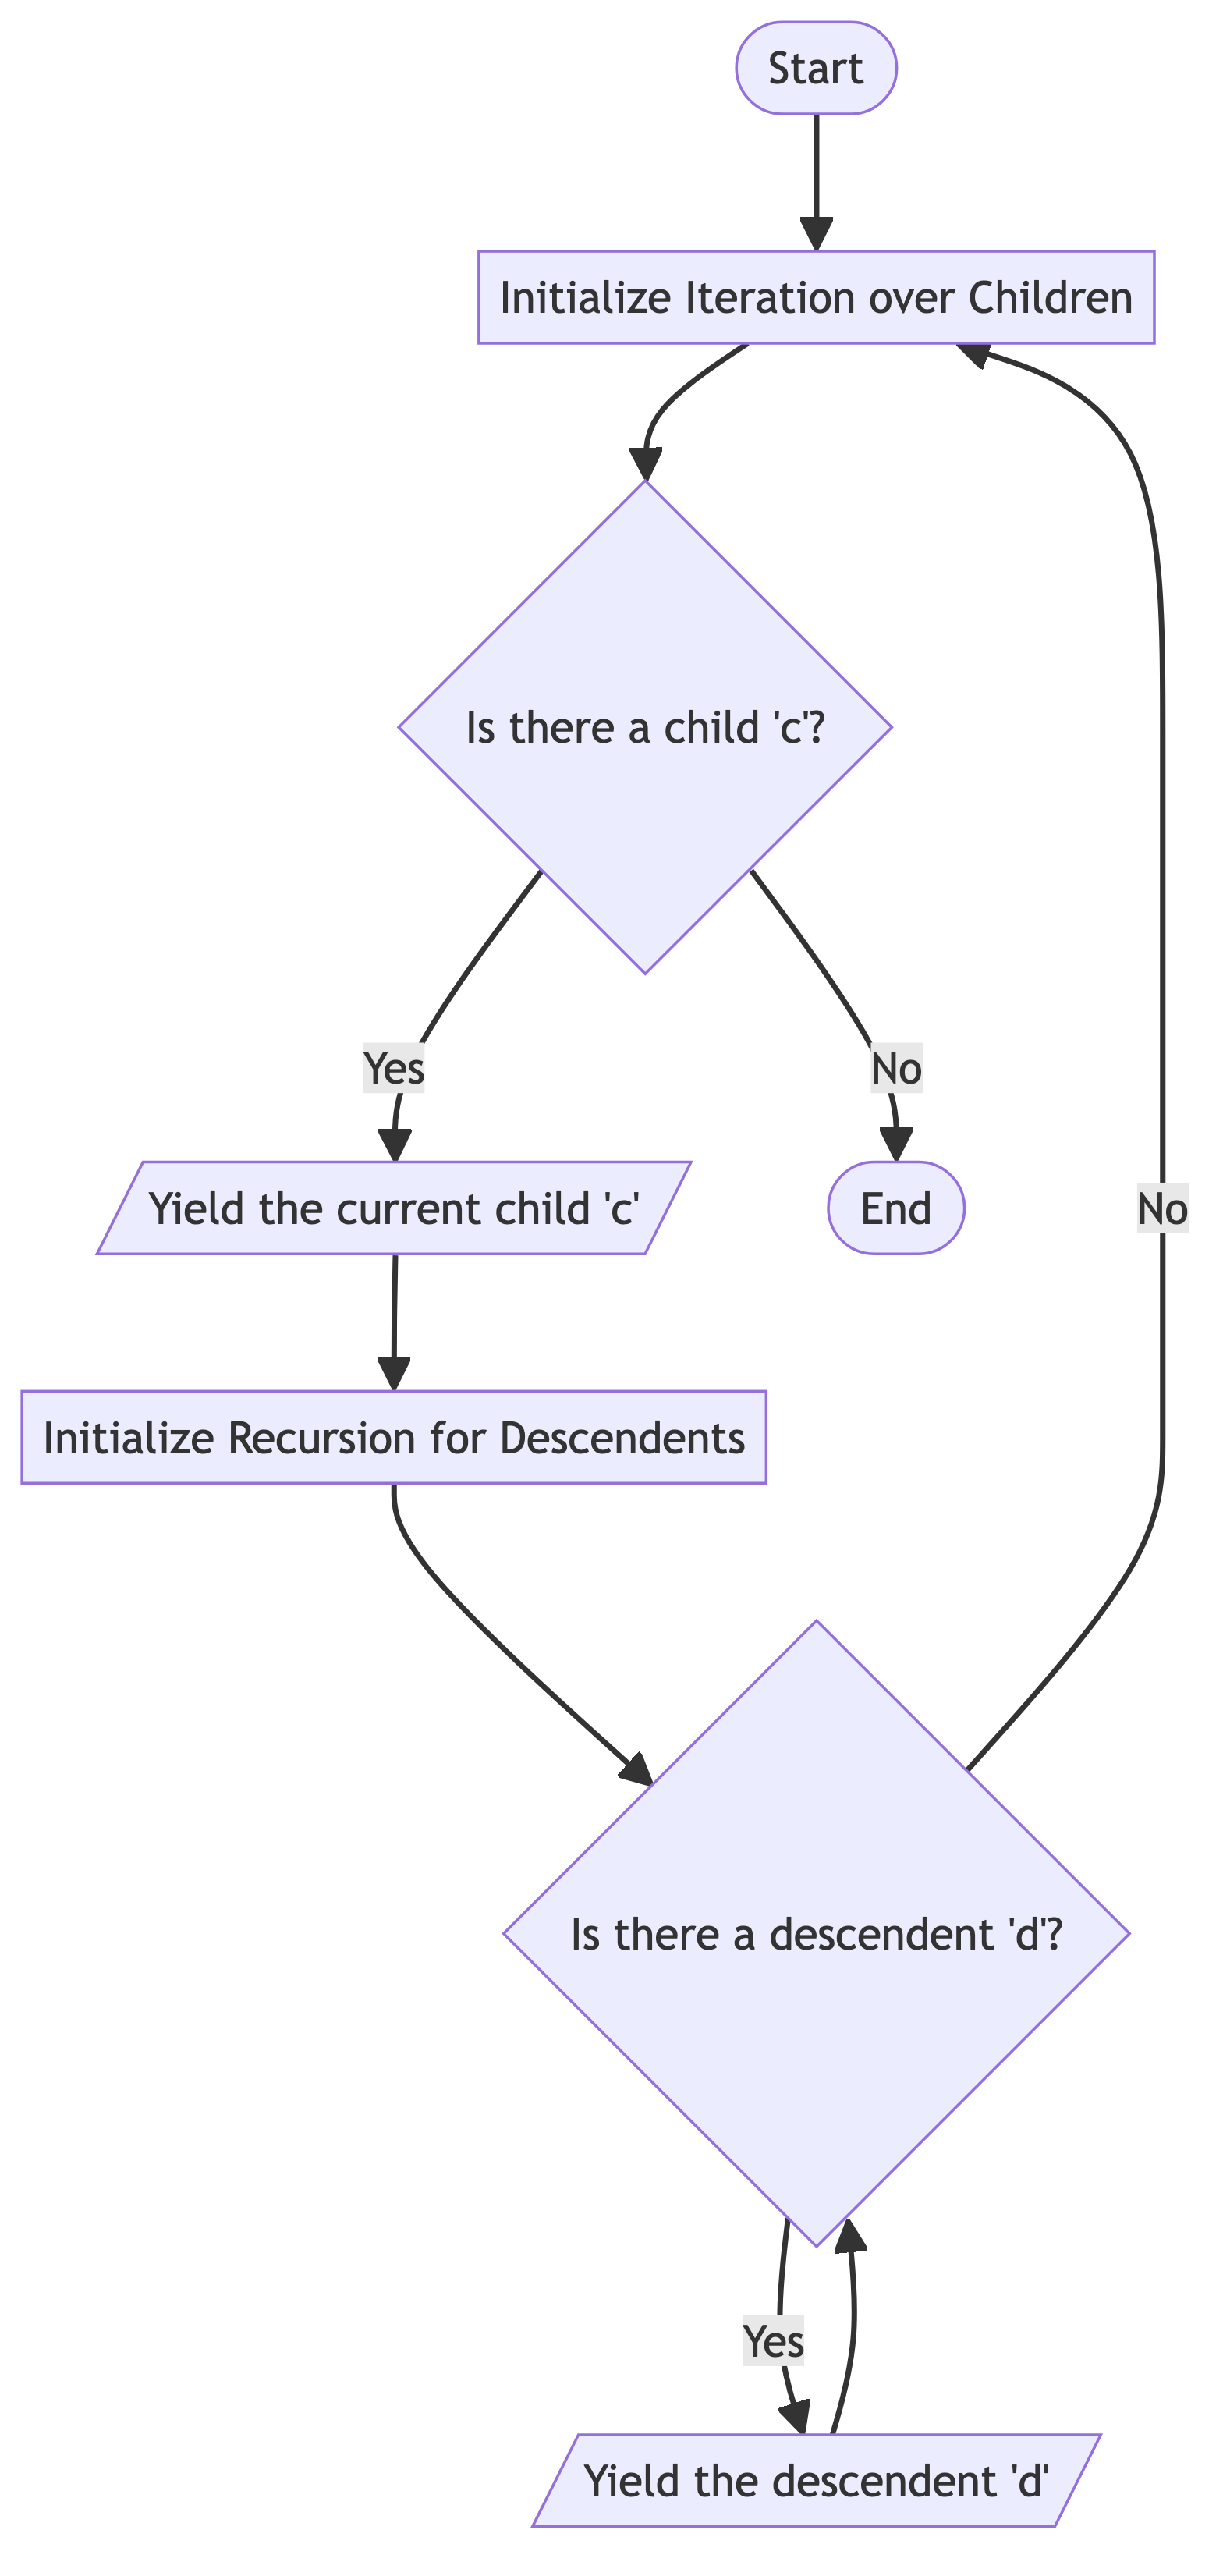 Start
Initialize Iteration over Children
Is there a child 'c'?
Yes
No
Yield the current child 'c'
End
No
Initialize Recursion for Descendents
Is there a descendent 'd'?
Yes
Yield the descendent 'd'